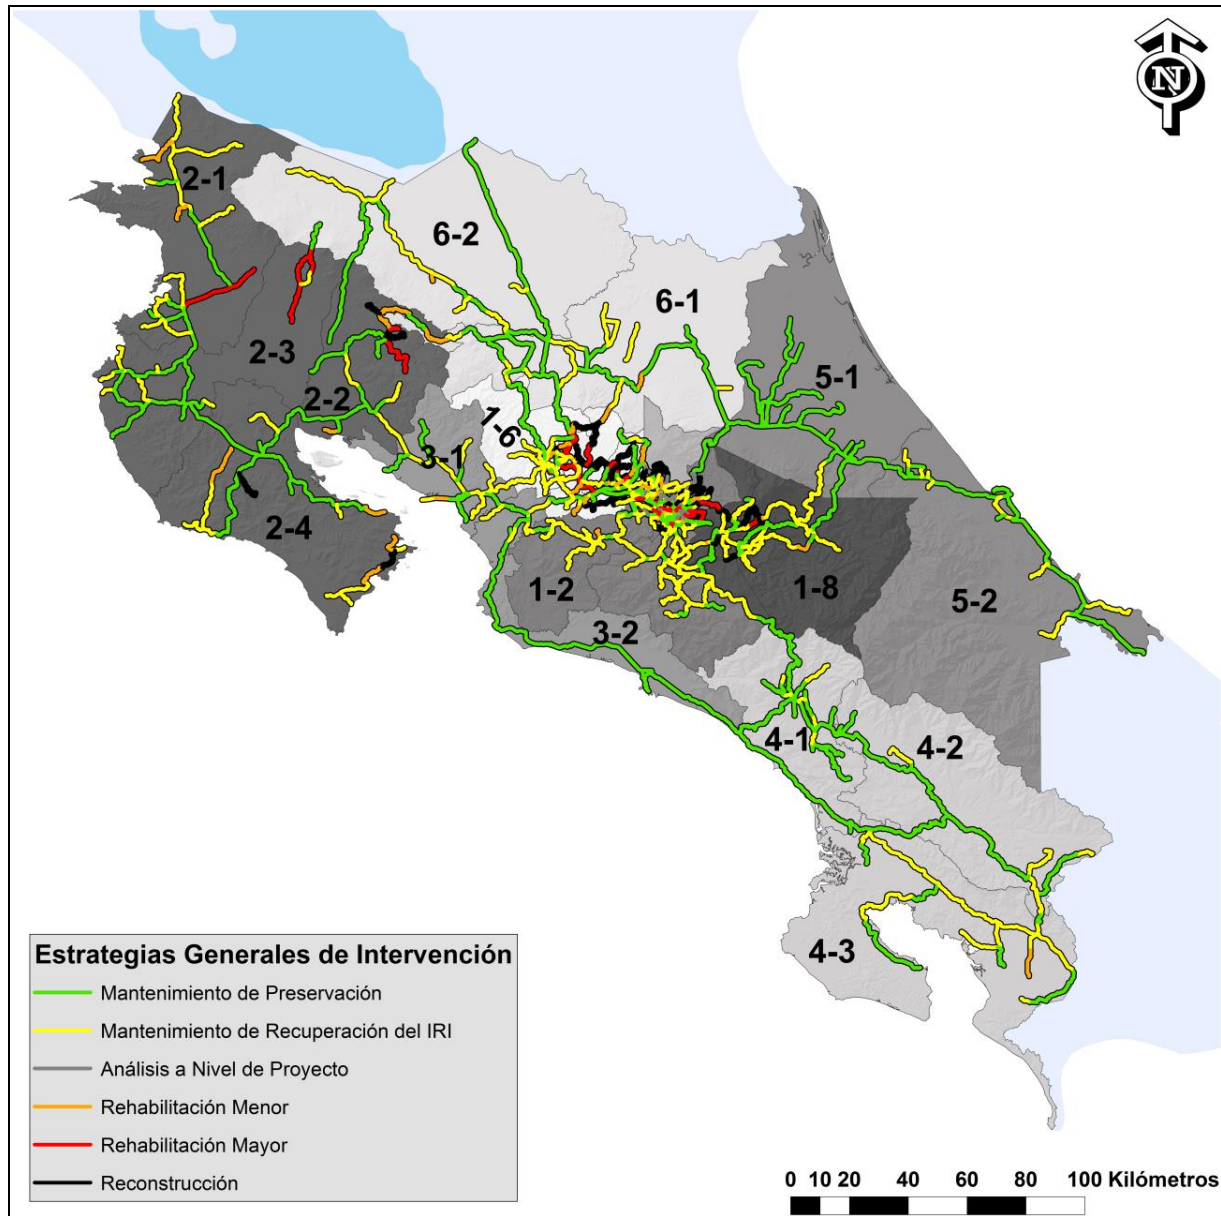 N
2-1
6-2
6-1
2-3
5-1
2-2
1-6
3-1
2-4
1-2
1-8
5-2
3-2
4-1
4-2
4-3
Estrategias Generales de Intervención
Mantenimiento de Preservación
Mantenimiento de Recuperación del IRI
Análisis a Nivel de Proyecto
Rehabilitación Menor
Rehabilitación Mayor
Reconstrucción
0 10 20 40 60 80 100 Kilómetros